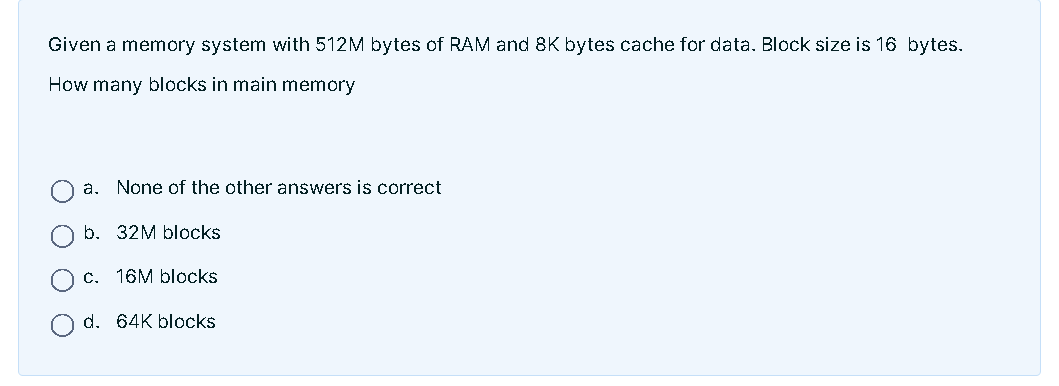 Given a memory system with 512M bytes of RAM and 8K bytes cache for data. Block size is 16 bytes.
How many blocks in main memory
a. None of the other answers is correct
b. 32M blocks
c. 16M blocks
d. 64K blocks